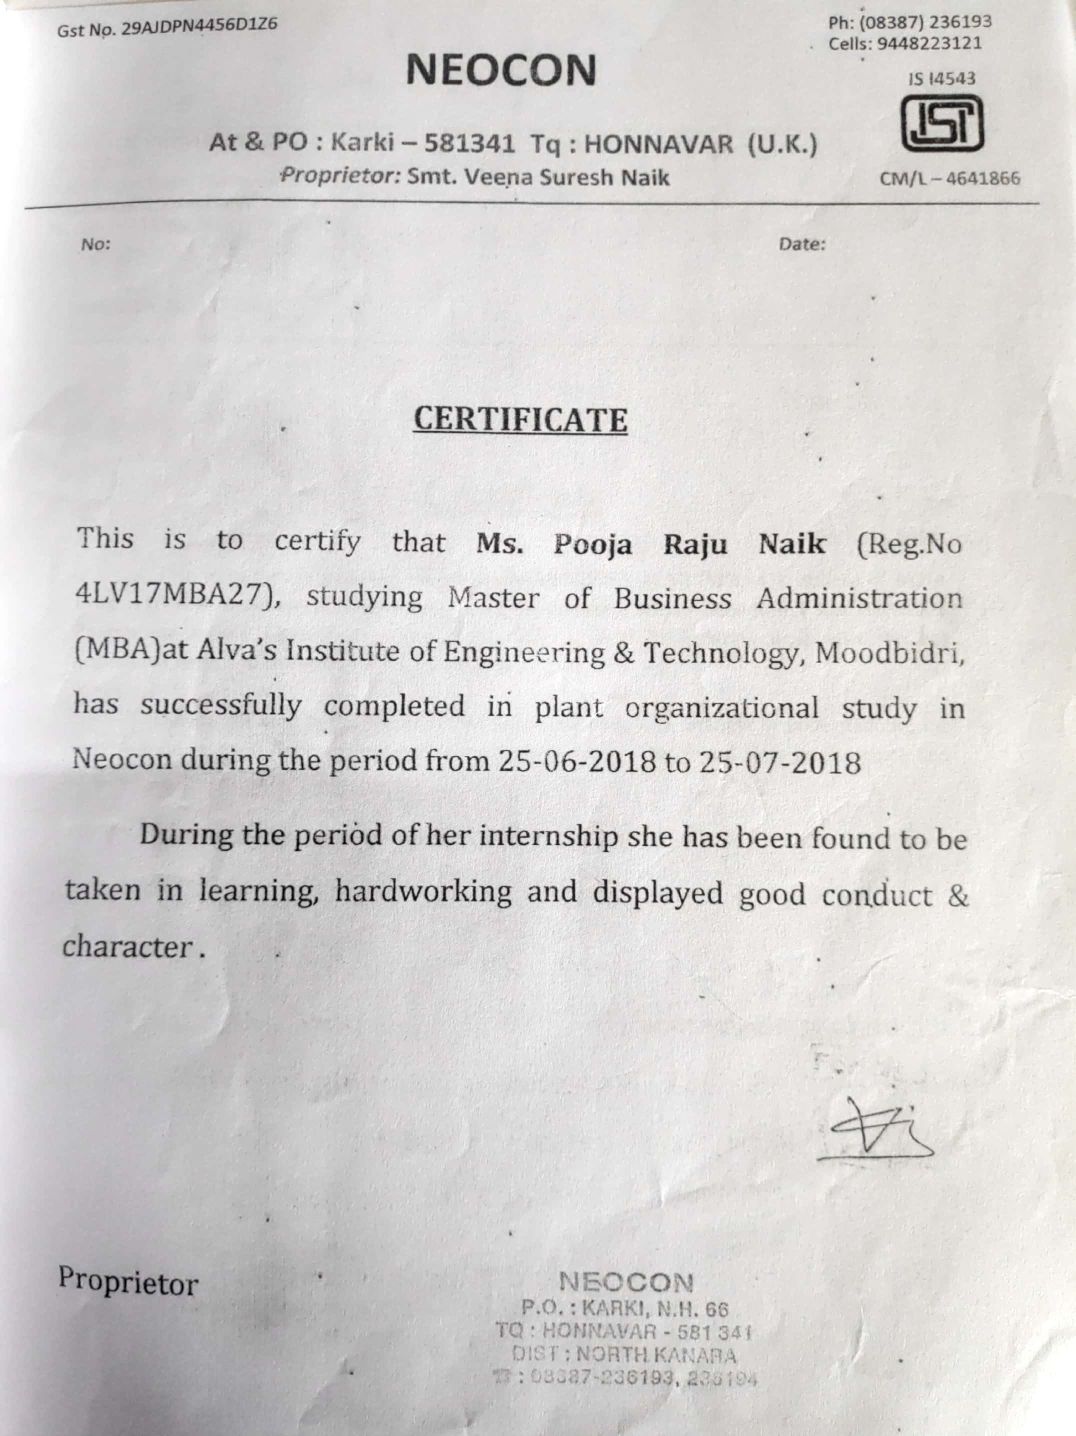 Gst No. 29AJDPN4456D1Z6
Ph: (08387) 236193
Cells: 9448223121
NEOCON
IS 14543
ISI
At & PO : Karki – 581341 Tq : HONNAVAR (U.K.)
Proprietor: Smt. Veena Suresh Naik
CM/L – 4641866
No:
Date:
CERTIFICATE
This is to certify that Ms. Pooja Raju Naik (Reg.No
4LV17MBA27), studying Master of Business Administration
(MBA)at Alva's Institute of Engineering & Technology, Moodbidri,
has successfully completed in plant organizational study in
Neocon during the period from 25-06-2018 to 25-07-2018
During the period of her internship she has been found to be
taken in learning, hardworking and displayed good conduct &
character .
Proprietor
NEOCON
P.O. : KARKI, N.H. 66
TQ : HONNAVAR - 581 341
DIST : NORTH KANARA
☎ : 08387-236193, 236194